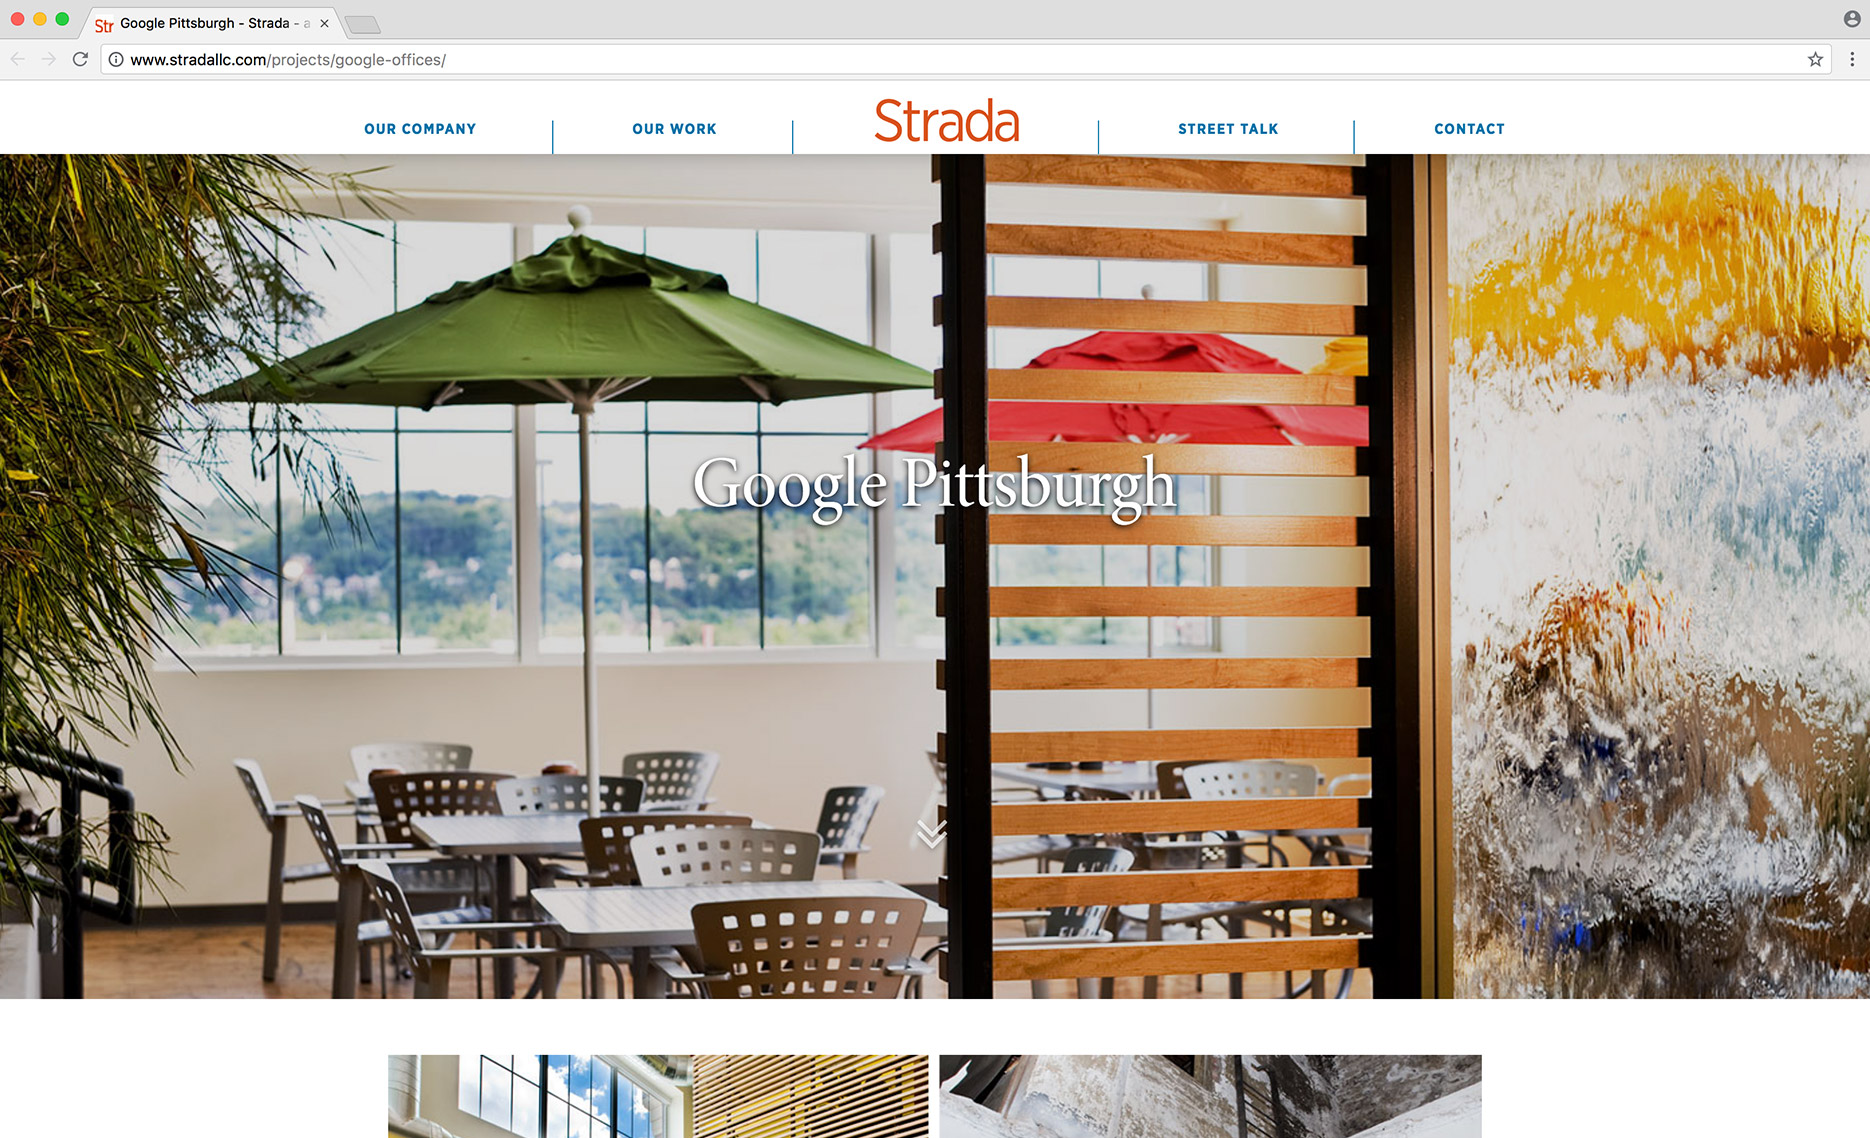 Str Google Pittsburgh - Strada - a
www.stradallc.com/projects/google-offices/
OUR COMPANY
OUR WORK
Strada
STREET TALK
CONTACT
Google Pittsburgh